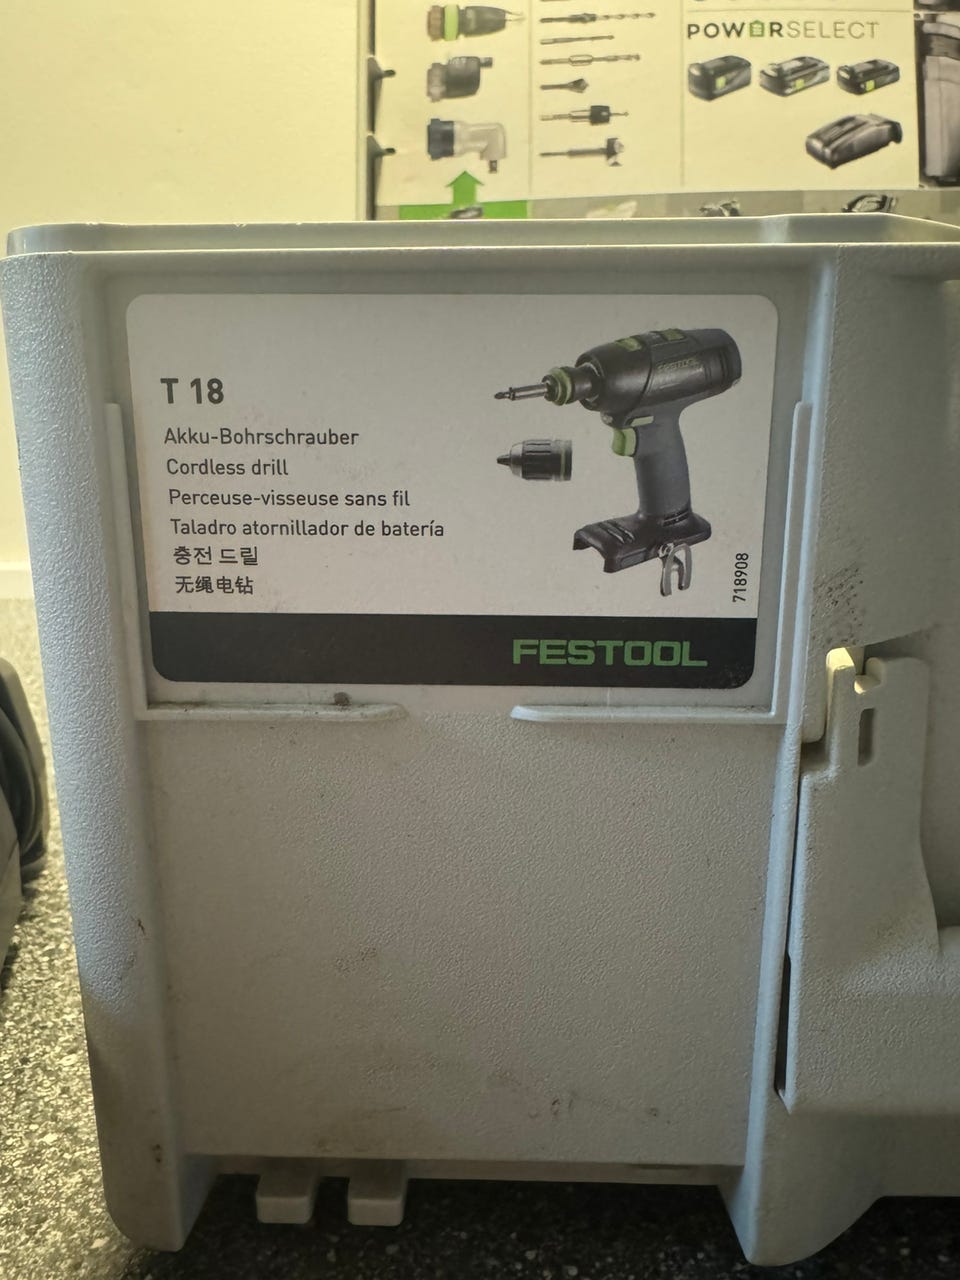 POWERSELECT
T 18
Akku-Bohrschrauber
Cordless drill
Perceuse-visseuse sans fil
Taladro atornillador de batería
충전 드릴
无绳电钻
718908
FESTOOL